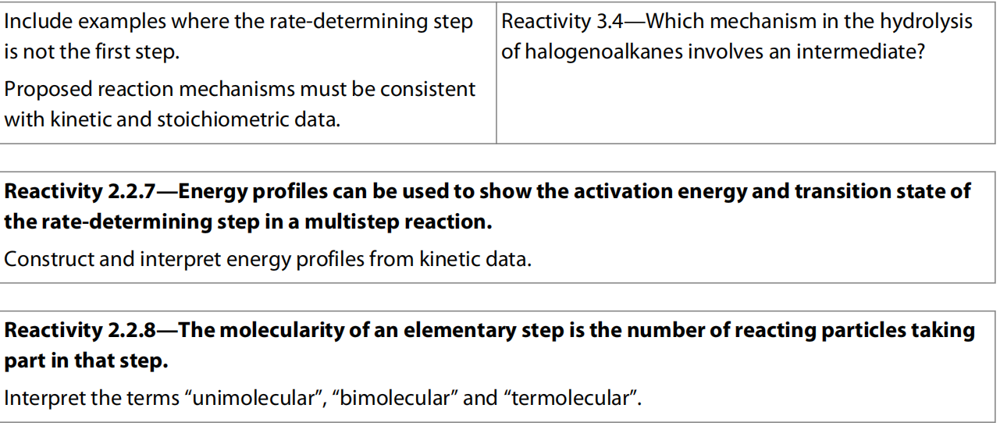 Include examples where the rate-determining step
is not the first step.
Proposed reaction mechanisms must be consistent
with kinetic and stoichiometric data.
Reactivity 3.4—Which mechanism in the hydrolysis
of halogenoalkanes involves an intermediate?
Reactivity 2.2.7—Energy profiles can be used to show the activation energy and transition state of
the rate-determining step in a multistep reaction.
Construct and interpret energy profiles from kinetic data.
Reactivity 2.2.8—The molecularity of an elementary step is the number of reacting particles taking
part in that step.
Interpret the terms “unimolecular”, “bimolecular” and “termolecular”.